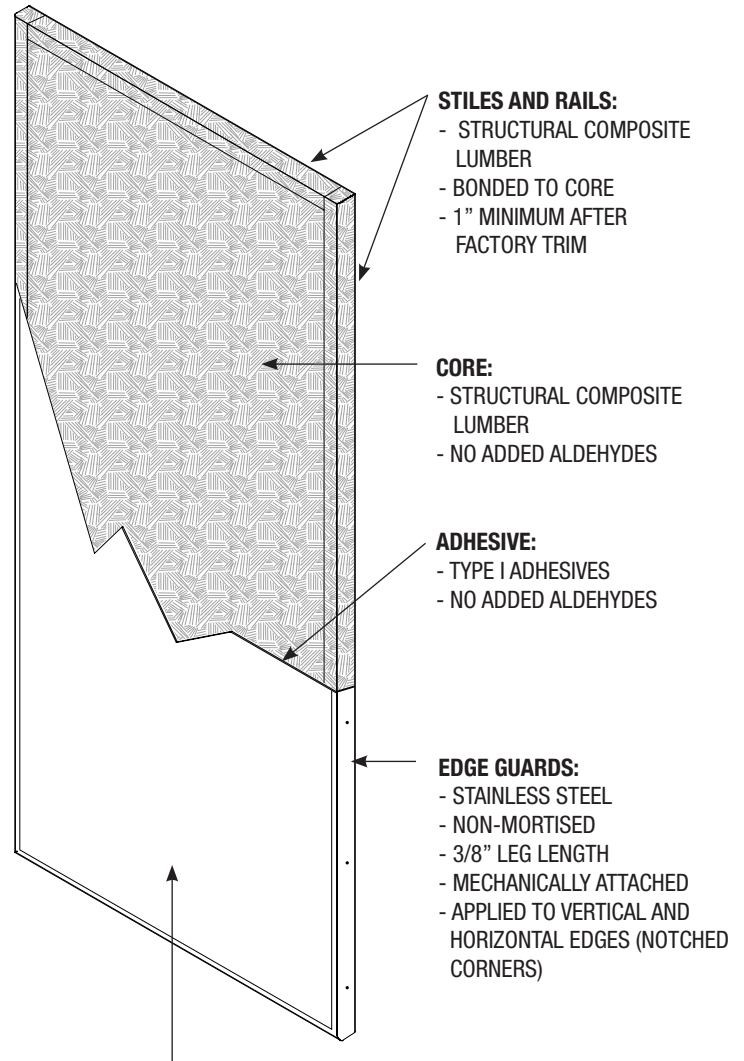 STILES AND RAILS:
- STRUCTURAL COMPOSITE
LUMBER
- BONDED TO CORE
- 1” MINIMUM AFTER
FACTORY TRIM
CORE:
- STRUCTURAL COMPOSITE
LUMBER
- NO ADDED ALDEHYDES
ADHESIVE:
- TYPE I ADHESIVES
- NO ADDED ALDEHYDES
EDGE GUARDS:
- STAINLESS STEEL
- NON-MORTISED
- 3/8” LEG LENGTH
- MECHANICALLY ATTACHED
- APPLIED TO VERTICAL AND
HORIZONTAL EDGES (NOTCHED
CORNERS)